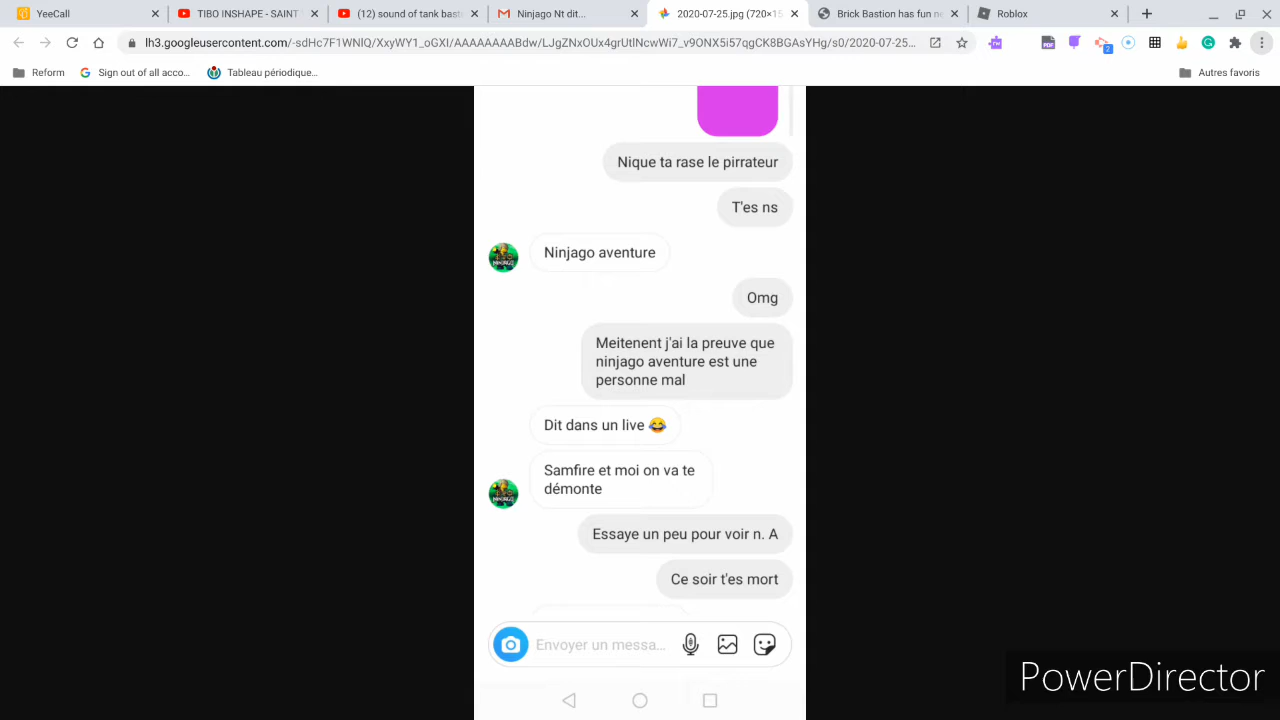 YeeCall
TIBO INSHAPE - SAINT
(12) sound of tank bast
Ninjago Nt dit...
2020-07-25.jpg (720×15
Brick Bastion has fun ne
Roblox
lh3.googleusercontent.com/-sdHc7F1WNlQ/XxyWY1_oGXI/AAAAAAAABdw/LJgZNxOUx4grUtlNcwWi7_v9ONX5i57qgCK8BGAsYHg/s0/2020-07-25...
PDF
2
Reform
Sign out of all acco...
Tableau périodique...
Autres favoris
Nique ta rase le pirrateur
T'es ns
Ninjago aventure
Omg
Meitenent j'ai la preuve que
ninjago aventure est une
personne mal
Dit dans un live 😂
Samfire et moi on va te
démonte
Essaye un peu pour voir n. A
Ce soir t'es mort
Envoyer un messa...
PowerDirector